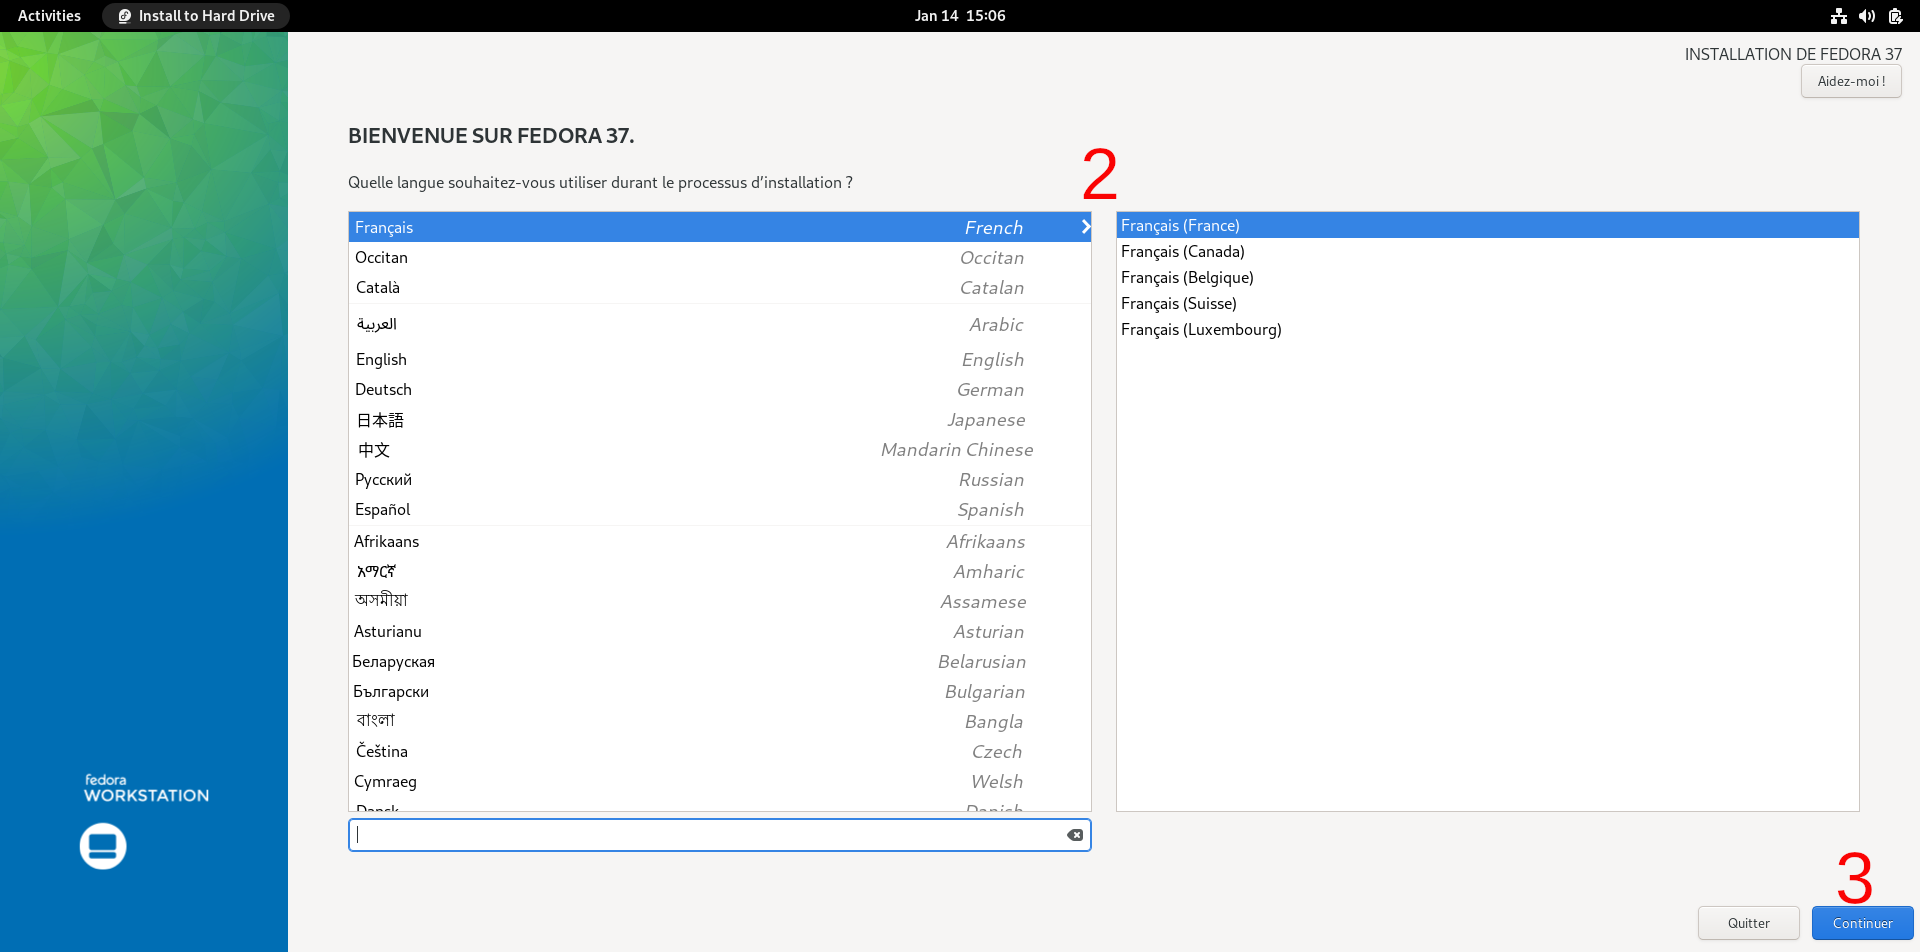 Activities Install to Hard Drive Jan 14 15:06
INSTALLATION DE FEDORA 37
Aidez-moi !
BIENVENUE SUR FEDORA 37.
2
Quelle langue souhaitez-vous utiliser durant le processus d’installation ?
Français French
Occitan Occitan
Català Catalan
العربية Arabic
English English
Deutsch German
日本語 Japanese
中文 Mandarin Chinese
Русский Russian
Español Spanish
Afrikaans Afrikaans
አማርኛ Amharic
অসমীয়া Assamese
Asturianu Asturian
Беларуская Belarusian
Български Bulgarian
বাংলা Bangla
Čeština Czech
Cymraeg Welsh
Dansk Danish
Français (France)
Français (Canada)
Français (Belgique)
Français (Suisse)
Français (Luxembourg)
fedora
WORKSTATION
3
Quitter Continuer